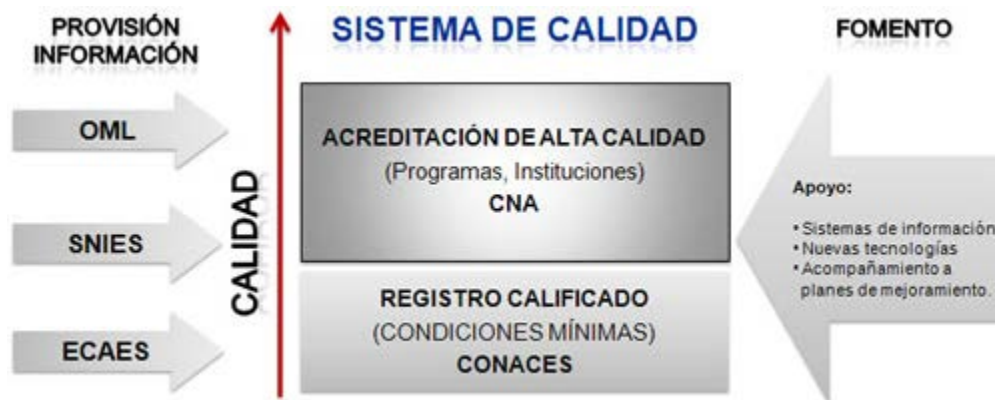 PROVISIÓN
INFORMACIÓN
OML
SNIES
ECAES
CALIDAD
SISTEMA DE CALIDAD
ACREDITACIÓN DE ALTA CALIDAD
(Programas, Instituciones)
CNA
REGISTRO CALIFICADO
(CONDICIONES MÍNIMAS)
CONACES
FOMENTO
Apoyo:
• Sistemas de información
• Nuevas tecnologías
• Acompañamiento a
planes de mejoramiento.